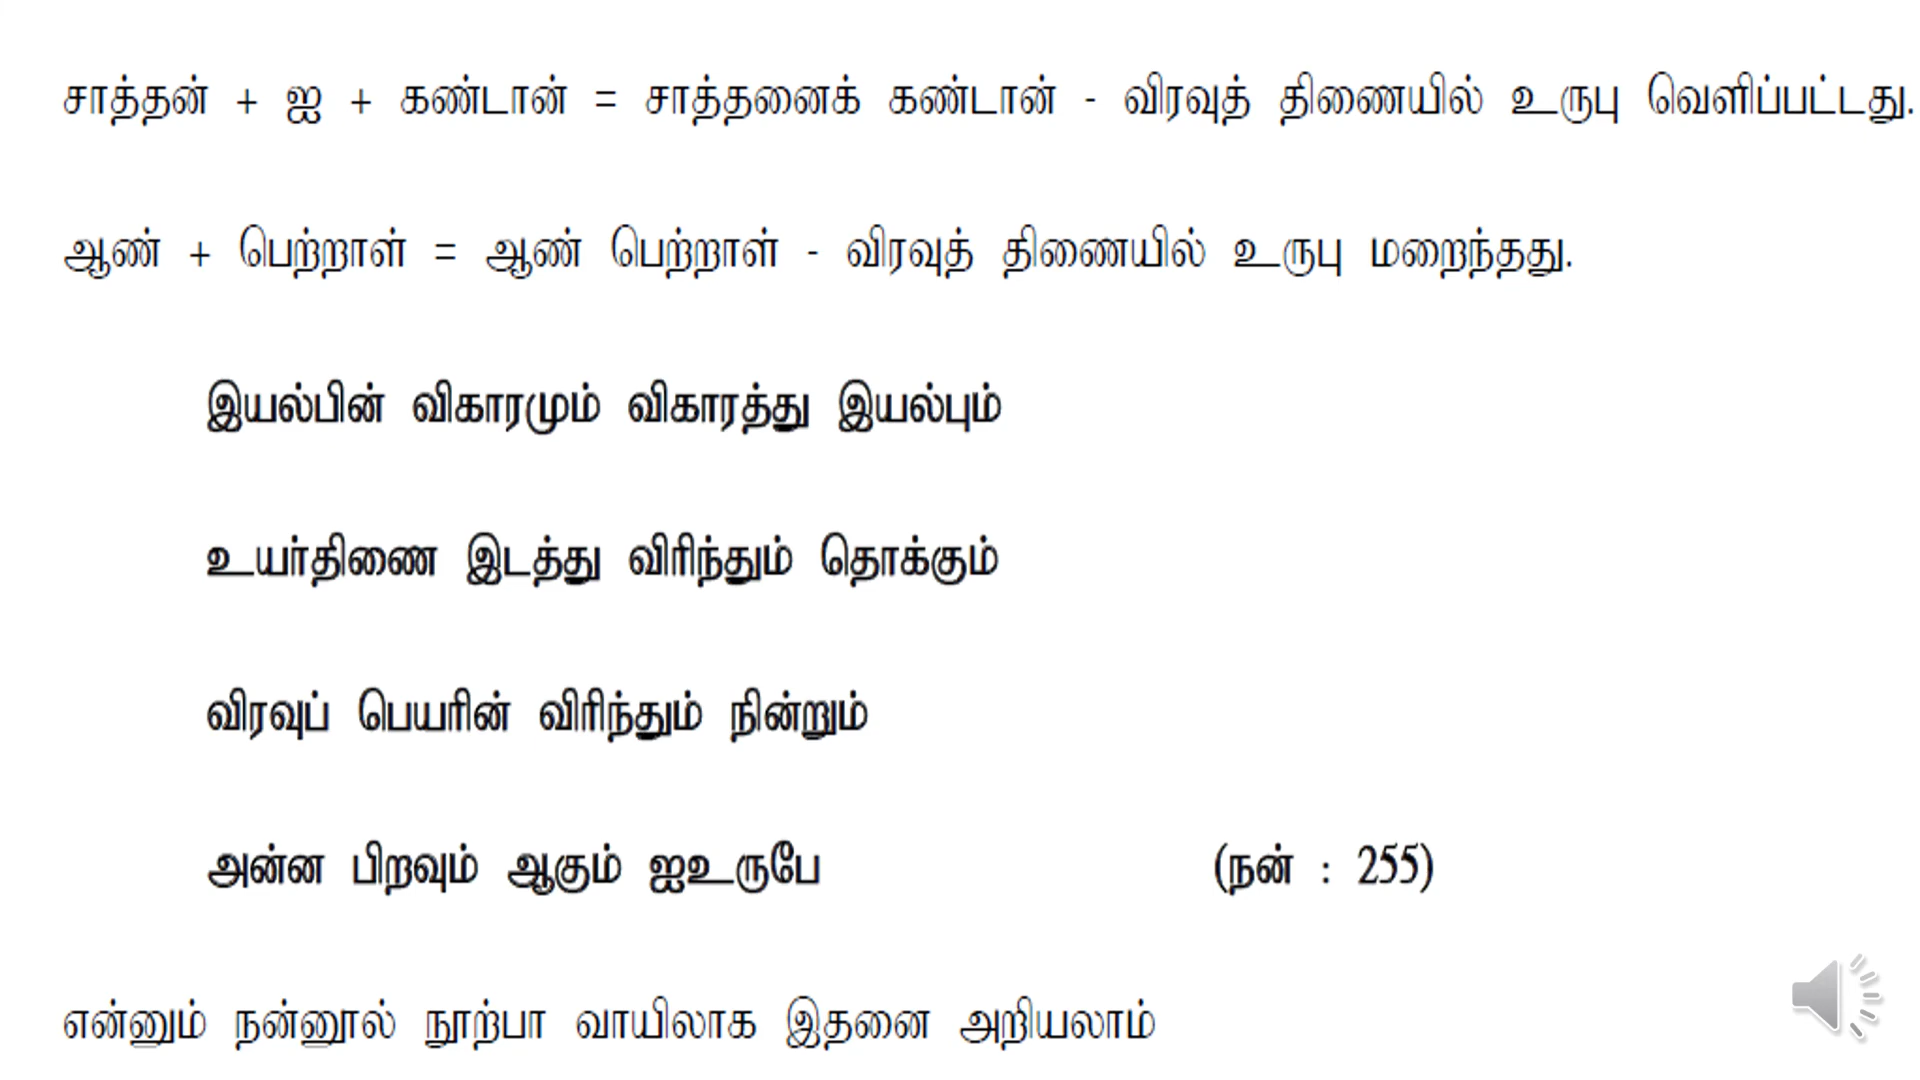 சாத்தன் + ஐ + கண்டான் = சாத்தனைக் கண்டான் - விரவுத் திணையில் உருபு வெளிப்பட்டது.
ஆண் + பெற்றாள் = ஆண் பெற்றாள் - விரவுத் திணையில் உருபு மறைந்தது.
இயல்பின் விகாரமும் விகாரத்து இயல்பும்
உயர்திணை இடத்து விரிந்தும் தொக்கும்
விரவுப் பெயரின் விரிந்தும் நின்றும்
அன்ன பிறவும் ஆகும் ஐஉருபே (நன் : 255)
என்னும் நன்னூல் நூற்பா வாயிலாக இதனை அறியலாம்